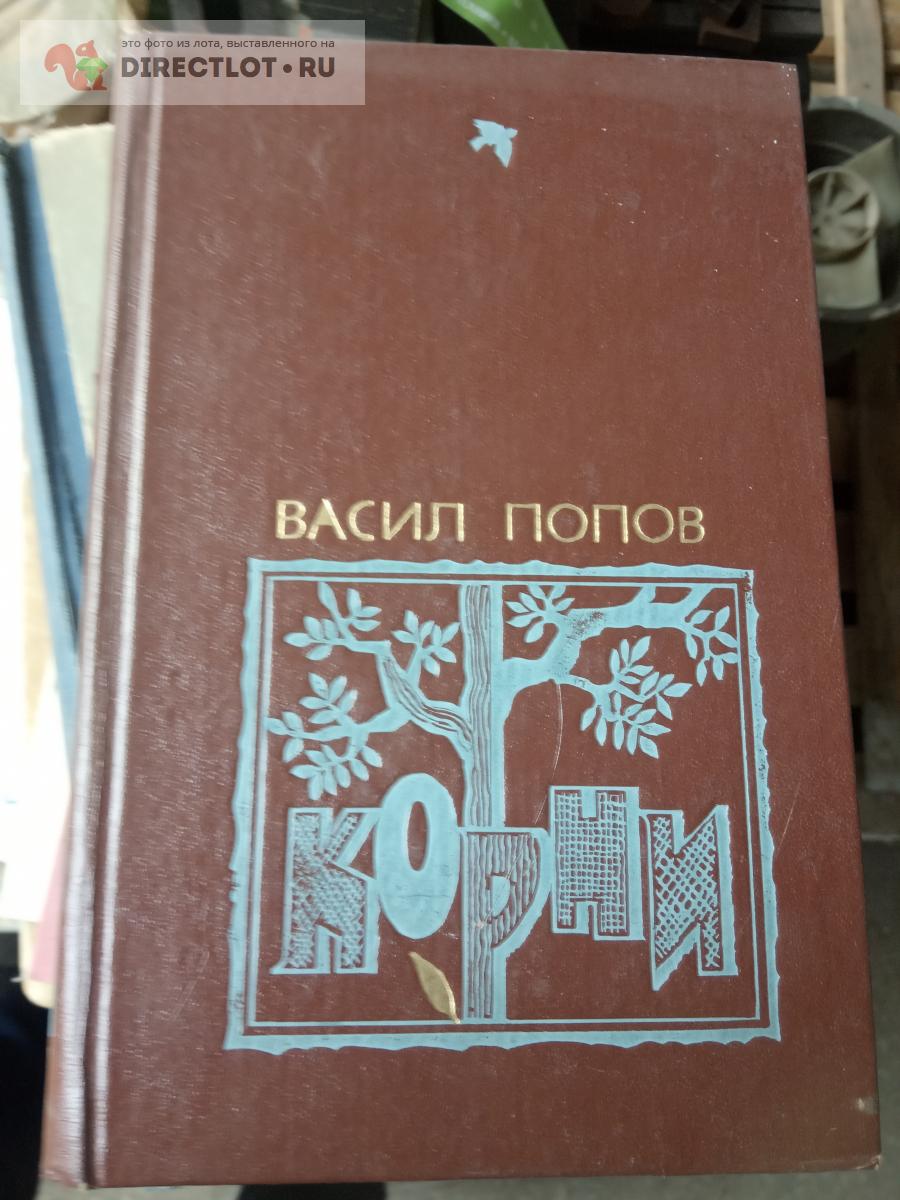 это фото из лота, выставленного на
DIRECTLOT•RU
ВАСИЛ ПОПОВ
КОРНИ